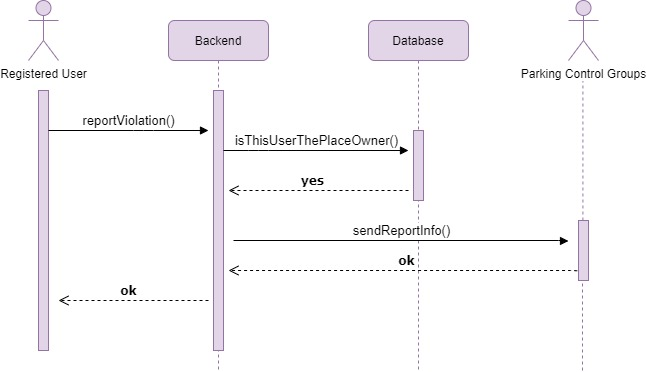 Backend
Database
Registered User
Parking Control Groups
reportViolation()
isThisUserThePlaceOwner()
yes
sendReportInfo()
ok
ok